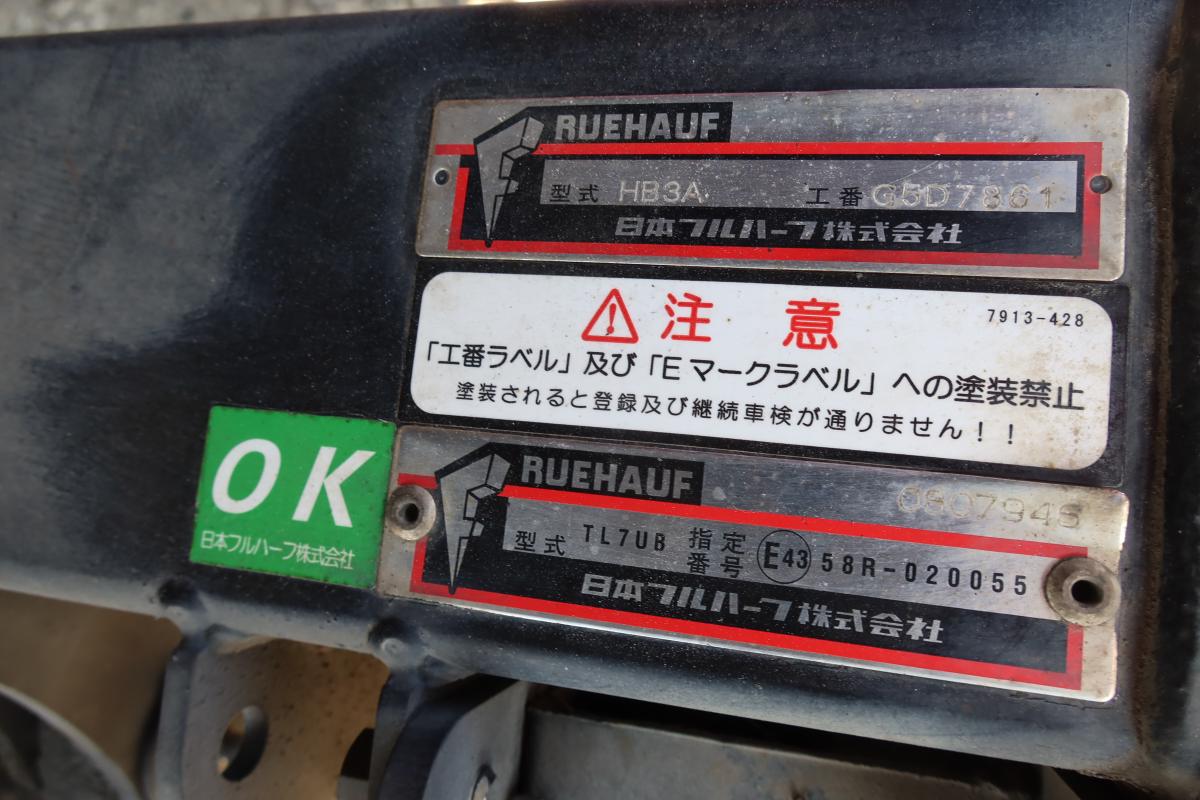 RUEHAUF
型式 HB3A 工番 G5D7861
日本フルハーフ株式会社
⚠ 注意 7913-428
「工番ラベル」及び「Eマークラベル」への塗装禁止
塗装されると登録及び継続車検が通りません!!
OK
日本フルハーフ株式会社
RUEHAUF
型式 TL7UB 指定番号 E43 58R-020055
日本フルハーフ株式会社